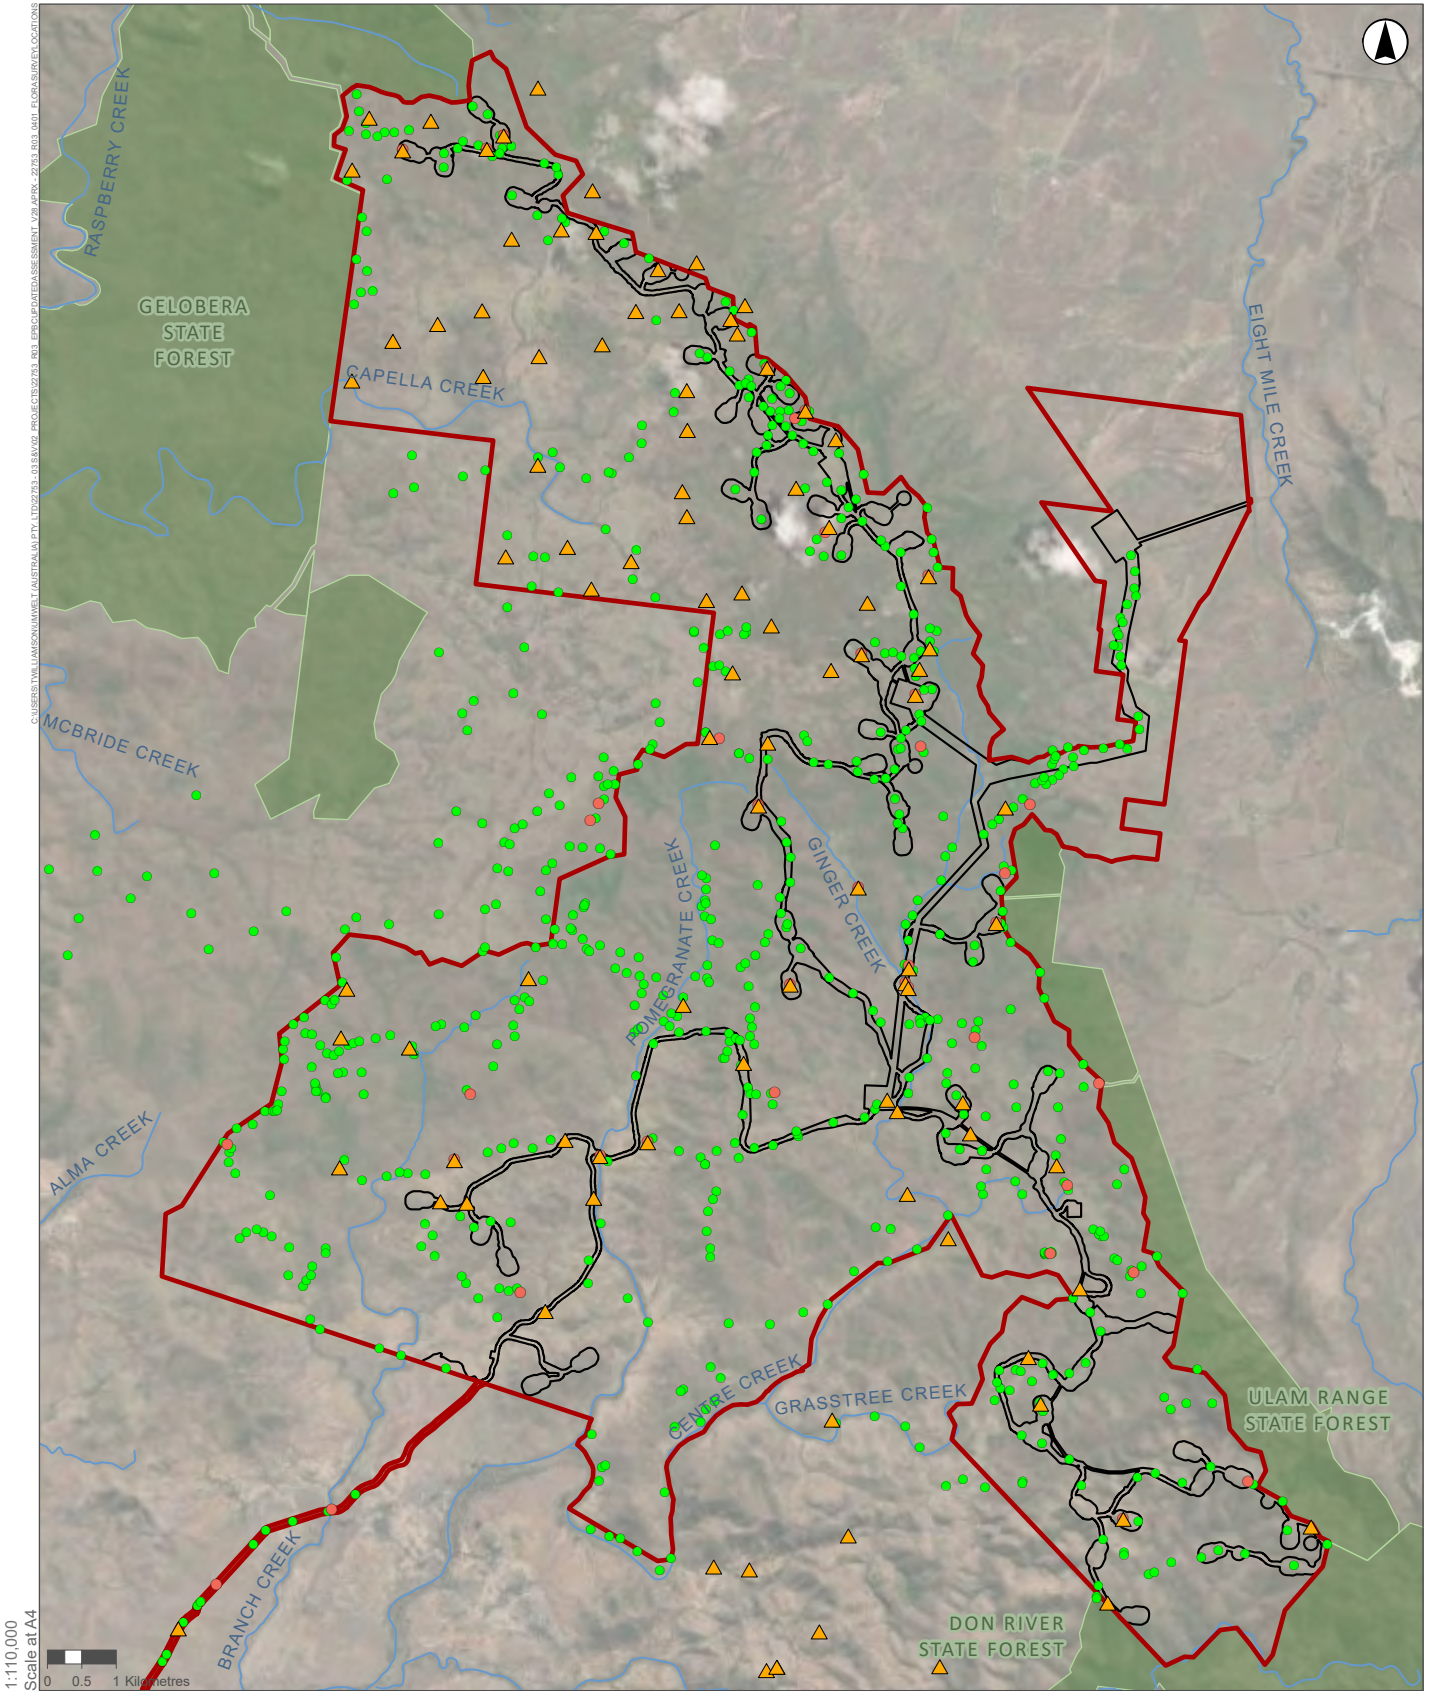 RASPBERRY CREEK
GELOBERA
STATE
FOREST
CAPELLA CREEK
EIGHT MILE CREEK
MCBRIDE CREEK
POMEGRANATE CREEK
GINGER CREEK
ALMA CREEK
CENTRE CREEK
GRASSTREE CREEK
ULAM RANGE
STATE FOREST
BRANCH CREEK
DON RIVER
STATE FOREST
1:110,000
Scale at A4
0 0.5 1 Kilometres